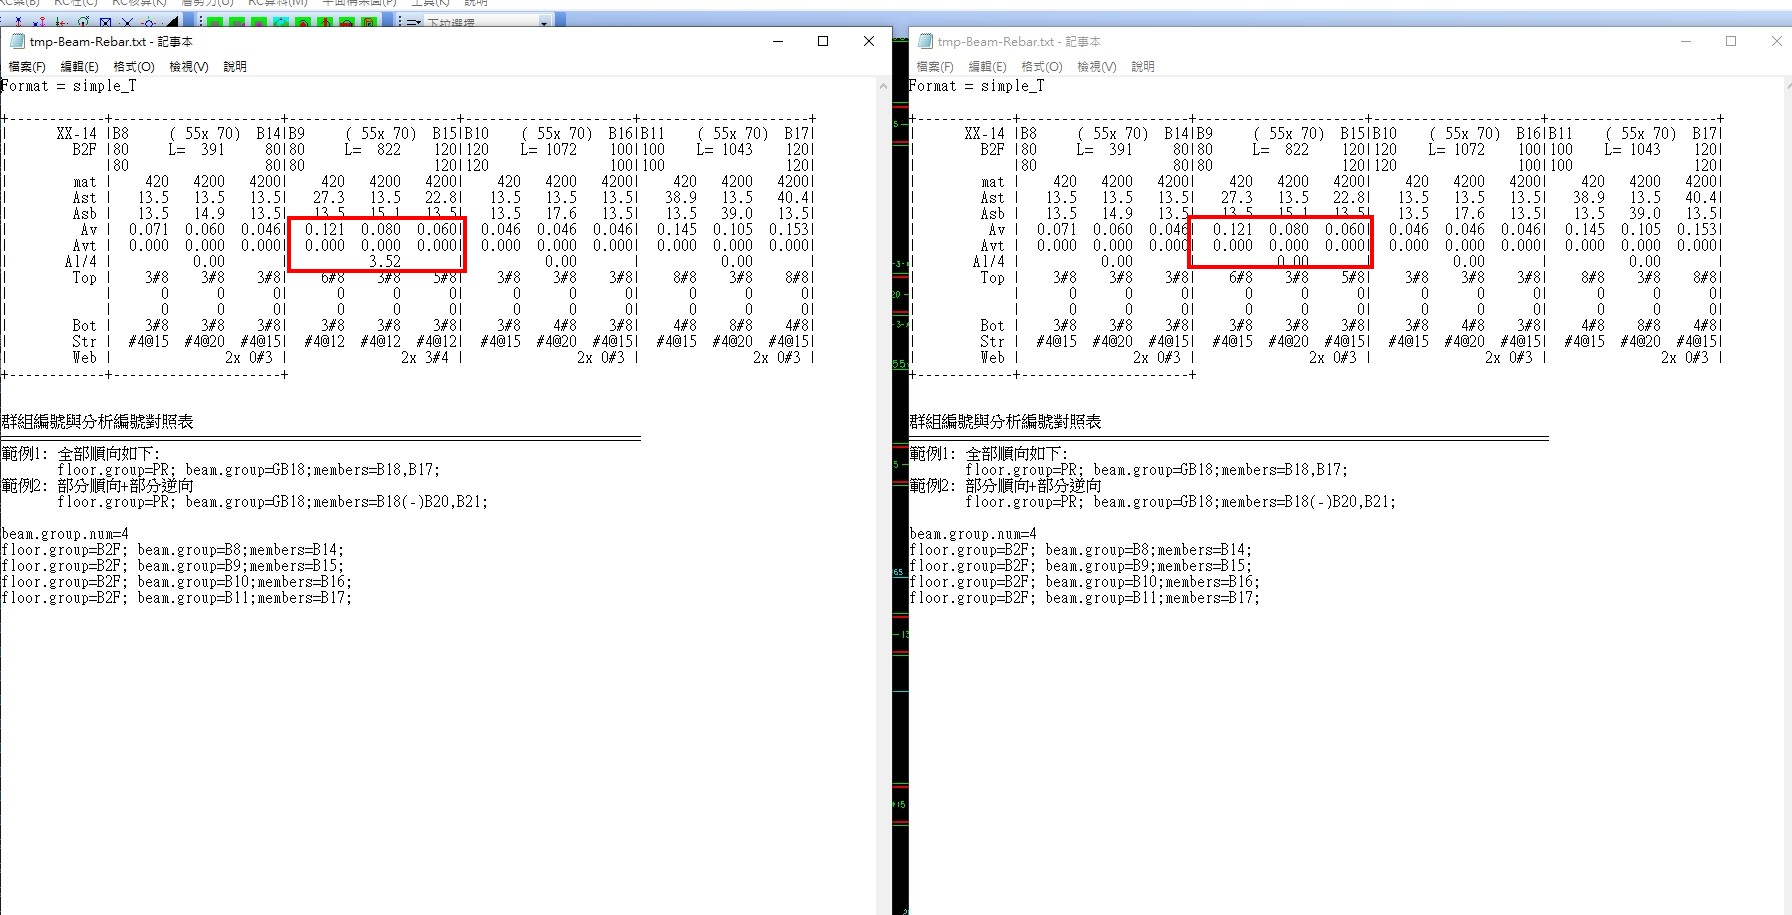 下拉選擇
tmp-Beam-Rebar.txt - 記事本
檔案(F) 編輯(E) 格式(O) 檢視(V) 說明
Format = simple_T
+------------+---------------------+---------------------+---------------------+---------------------+
| XX-14 |B8 ( 55x 70) B14|B9 ( 55x 70) B15|B10 ( 55x 70) B16|B11 ( 55x 70) B17|
| B2F |80 L= 391 80|80 L= 822 120|120 L= 1072 100|100 L= 1043 120|
| |80 80|80 120|120 100|100 120|
| mat | 420 4200 4200| 420 4200 4200| 420 4200 4200| 420 4200 4200|
| Ast | 13.5 13.5 13.5| 27.3 13.5 22.8| 13.5 13.5 13.5| 38.9 13.5 40.4|
| Asb | 13.5 14.9 13.5| 13.5 15.1 13.5| 13.5 17.6 13.5| 13.5 39.0 13.5|
| Av | 0.071 0.060 0.046| 0.121 0.080 0.060| 0.046 0.046 0.046| 0.145 0.105 0.153|
| Avt | 0.000 0.000 0.000| 0.000 0.000 0.000| 0.000 0.000 0.000| 0.000 0.000 0.000|
| Al/4 | 0.00 | 3.52 | 0.00 | 0.00 |
| Top | 3#8 3#8 3#8| 6#8 3#8 5#8| 3#8 3#8 3#8| 8#8 3#8 8#8|
| | 0 0 0| 0 0 0| 0 0 0| 0 0 0|
| | 0 0 0| 0 0 0| 0 0 0| 0 0 0|
| Bot | 3#8 3#8 3#8| 3#8 3#8 3#8| 3#8 4#8 3#8| 4#8 8#8 4#8|
| Str | #4@15 #4@20 #4@15| #4@12 #4@12 #4@12| #4@15 #4@20 #4@15| #4@15 #4@20 #4@15|
| Web | 2x 0#3 | 2x 3#4 | 2x 0#3 | 2x 0#3 |
+------------+---------------------+
群組編號與分析編號對照表
範例1: 全部順向如下:
floor.group=PR; beam.group=GB18;members=B18,B17;
範例2: 部分順向+部分逆向
floor.group=PR; beam.group=GB18;members=B18(-)B20,B21;
beam.group.num=4
floor.group=B2F; beam.group=B8;members=B14;
floor.group=B2F; beam.group=B9;members=B15;
floor.group=B2F; beam.group=B10;members=B16;
floor.group=B2F; beam.group=B11;members=B17;
tmp-Beam-Rebar.txt - 記事本
檔案(F) 編輯(E) 格式(O) 檢視(V) 說明
Format = simple_T
+------------+---------------------+---------------------+---------------------+---------------------+
| XX-14 |B8 ( 55x 70) B14|B9 ( 55x 70) B15|B10 ( 55x 70) B16|B11 ( 55x 70) B17|
| B2F |80 L= 391 80|80 L= 822 120|120 L= 1072 100|100 L= 1043 120|
| |80 80|80 120|120 100|100 120|
| mat | 420 4200 4200| 420 4200 4200| 420 4200 4200| 420 4200 4200|
| Ast | 13.5 13.5 13.5| 27.3 13.5 22.8| 13.5 13.5 13.5| 38.9 13.5 40.4|
| Asb | 13.5 14.9 13.5| 13.5 15.1 13.5| 13.5 17.6 13.5| 13.5 39.0 13.5|
| Av | 0.071 0.060 0.046| 0.121 0.080 0.060| 0.046 0.046 0.046| 0.145 0.105 0.153|
| Avt | 0.000 0.000 0.000| 0.000 0.000 0.000| 0.000 0.000 0.000| 0.000 0.000 0.000|
| Al/4 | 0.00 | 0.00 | 0.00 | 0.00 |
| Top | 3#8 3#8 3#8| 6#8 3#8 5#8| 3#8 3#8 3#8| 8#8 3#8 8#8|
| | 0 0 0| 0 0 0| 0 0 0| 0 0 0|
| | 0 0 0| 0 0 0| 0 0 0| 0 0 0|
| Bot | 3#8 3#8 3#8| 3#8 3#8 3#8| 3#8 4#8 3#8| 4#8 8#8 4#8|
| Str | #4@15 #4@20 #4@15| #4@15 #4@20 #4@15| #4@15 #4@20 #4@15| #4@15 #4@20 #4@15|
| Web | 2x 0#3 | 2x 0#3 | 2x 0#3 | 2x 0#3 |
+------------+---------------------+
群組編號與分析編號對照表
範例1: 全部順向如下:
floor.group=PR; beam.group=GB18;members=B18,B17;
範例2: 部分順向+部分逆向
floor.group=PR; beam.group=GB18;members=B18(-)B20,B21;
beam.group.num=4
floor.group=B2F; beam.group=B8;members=B14;
floor.group=B2F; beam.group=B9;members=B15;
floor.group=B2F; beam.group=B10;members=B16;
floor.group=B2F; beam.group=B11;members=B17;